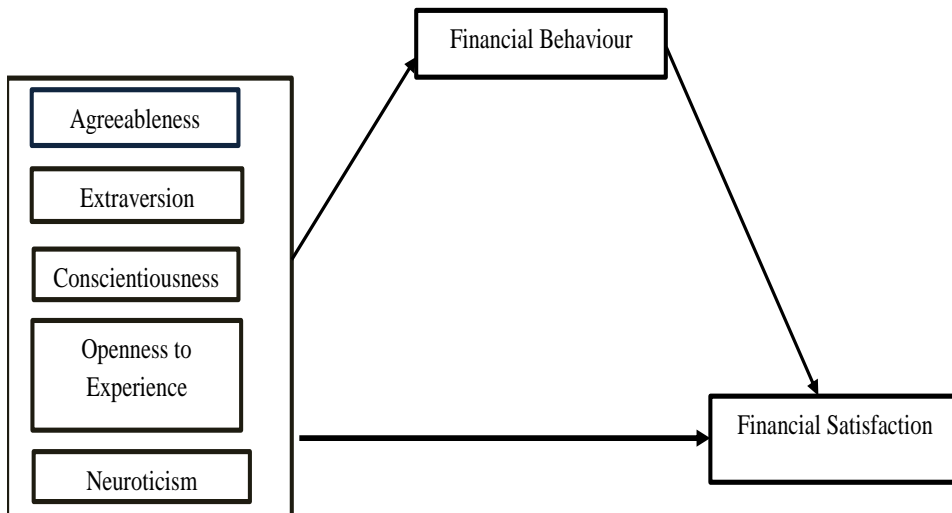 Financial Behaviour
Agreeableness
Extraversion
Conscientiousness
Openness to
Experience
Financial Satisfaction
Neuroticism